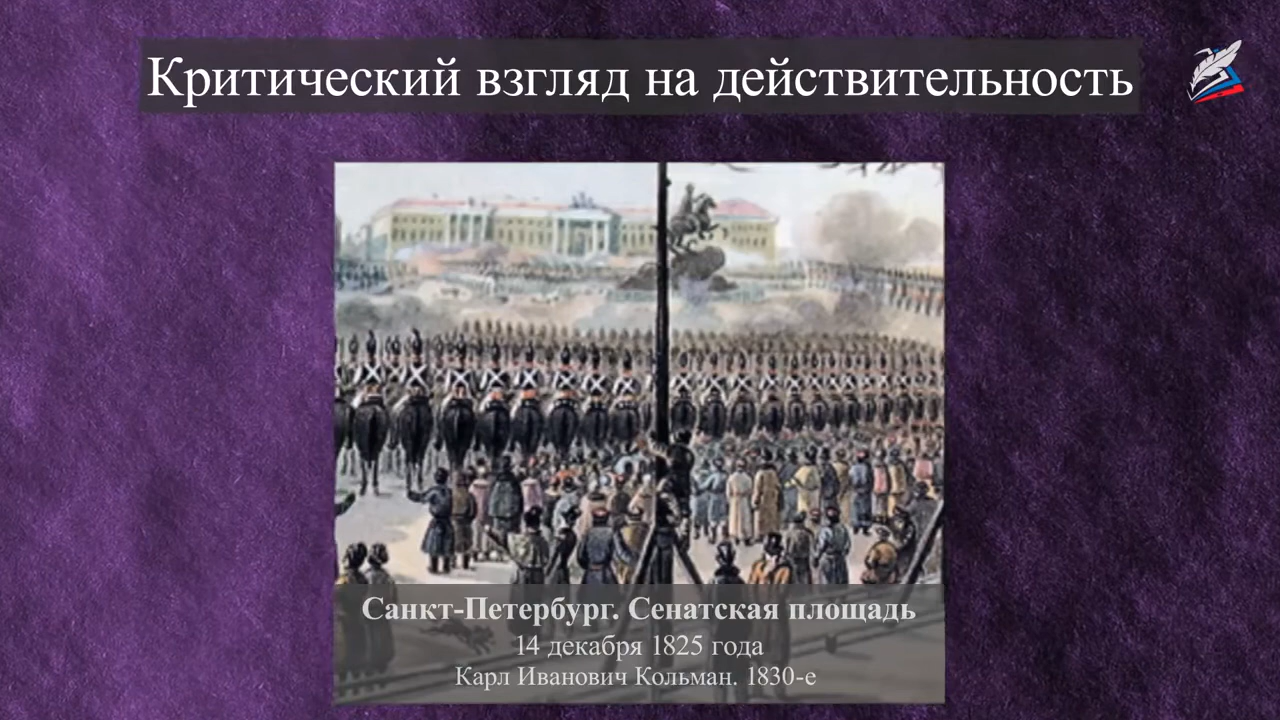 Критический взгляд на действительность
Санкт-Петербург. Сенатская площадь
14 декабря 1825 года
Карл Иванович Кольман. 1830-е